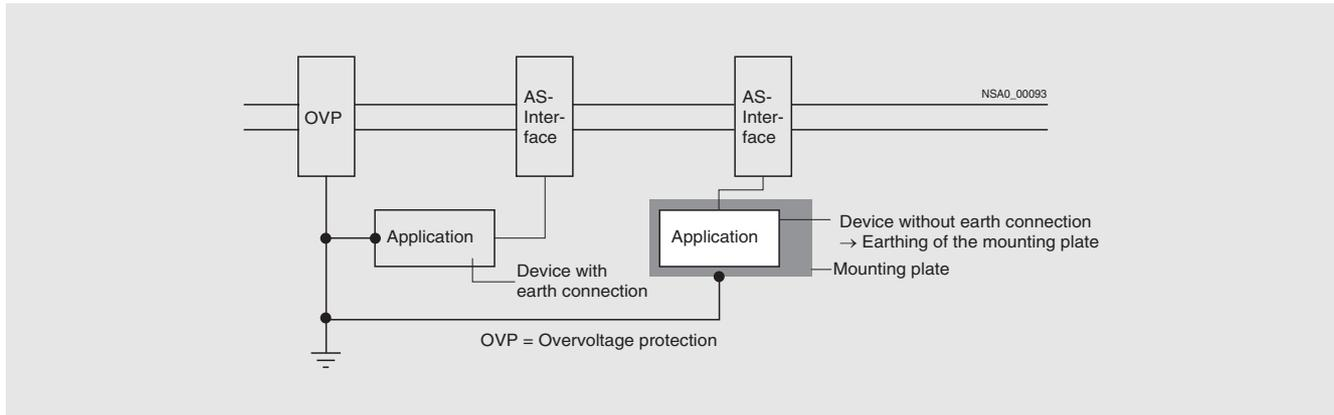 NSA0_00093
OVP
AS-
Inter-
face
AS-
Inter-
face
Application
Device with
earth connection
Application
Device without earth connection
→ Earthing of the mounting plate
Mounting plate
OVP = Overvoltage protection